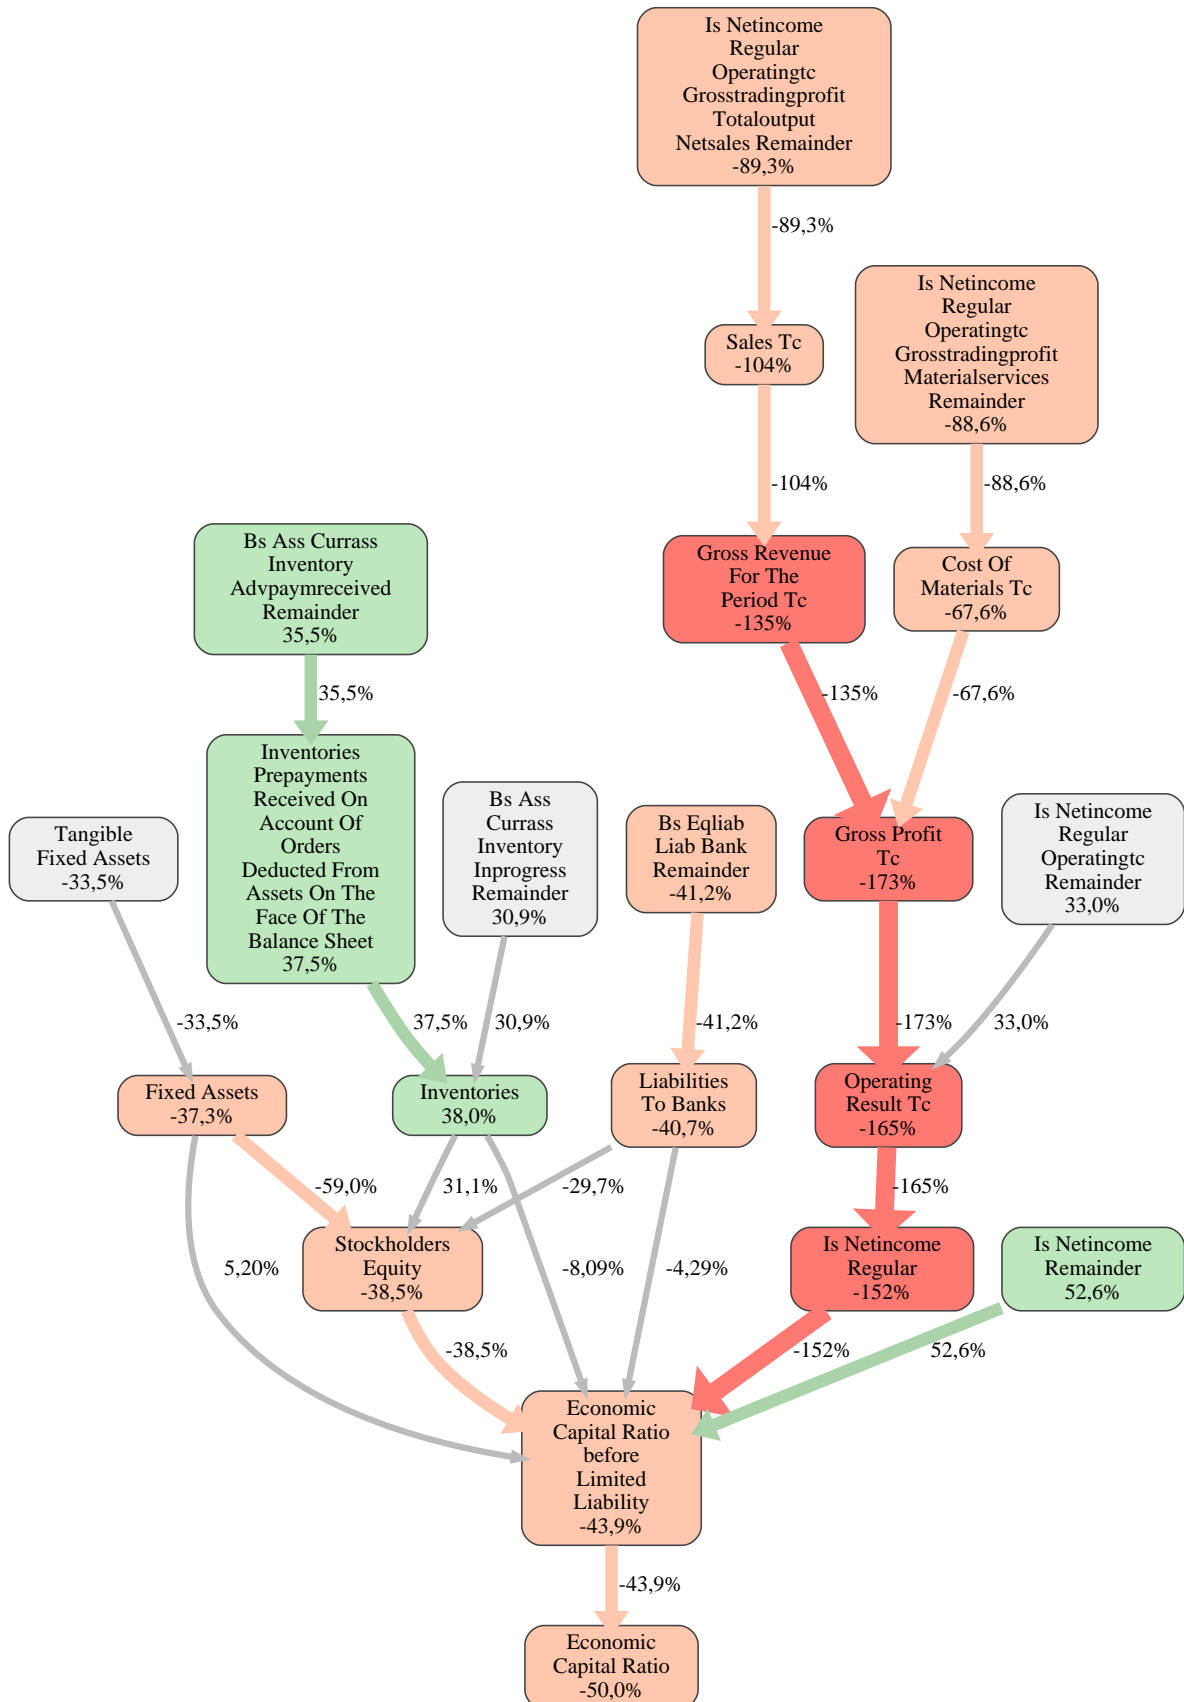 Is Netincome
Regular
Operatingtc
Grosstradingprofit
Totaloutput
Netsales Remainder
-89,3%
-89,3%
Is Netincome
Regular
Operatingtc
Grosstradingprofit
Materialservices
Remainder
-88,6%
Sales Tc
-104%
-104%
-88,6%
Bs Ass Currass
Inventory
Advpaymreceived
Remainder
35,5%
Gross Revenue
For The
Period Tc
-135%
Cost Of
Materials Tc
-67,6%
35,5%
-135%
-67,6%
Inventories
Prepayments
Received On
Account Of
Orders
Deducted From
Assets On The
Face Of The
Balance Sheet
37,5%
Tangible
Fixed Assets
-33,5%
Bs Ass
Currass
Inventory
Inprogress
Remainder
30,9%
Bs Eqliab
Liab Bank
Remainder
-41,2%
Gross Profit
Tc
-173%
Is Netincome
Regular
Operatingtc
Remainder
33,0%
-33,5%
37,5%
30,9%
-41,2%
-173%
33,0%
Fixed Assets
-37,3%
Inventories
38,0%
Liabilities
To Banks
-40,7%
Operating
Result Tc
-165%
-59,0%
31,1%
-29,7%
-165%
Stockholders
Equity
-38,5%
Is Netincome
Regular
-152%
Is Netincome
Remainder
52,6%
5,20%
-8,09%
-4,29%
-38,5%
-152%
52,6%
Economic
Capital Ratio
before
Limited
Liability
-43,9%
-43,9%
Economic
Capital Ratio
-50,0%